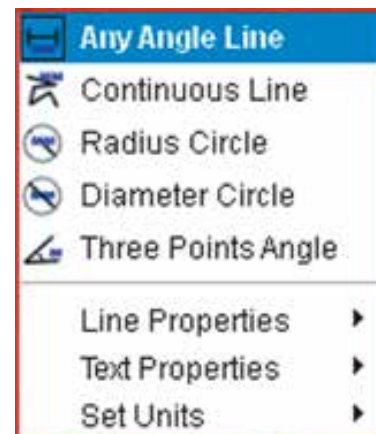 Any Angle Line
Continuous Line
Radius Circle
Diameter Circle
Three Points Angle
Line Properties
Text Properties
Set Units